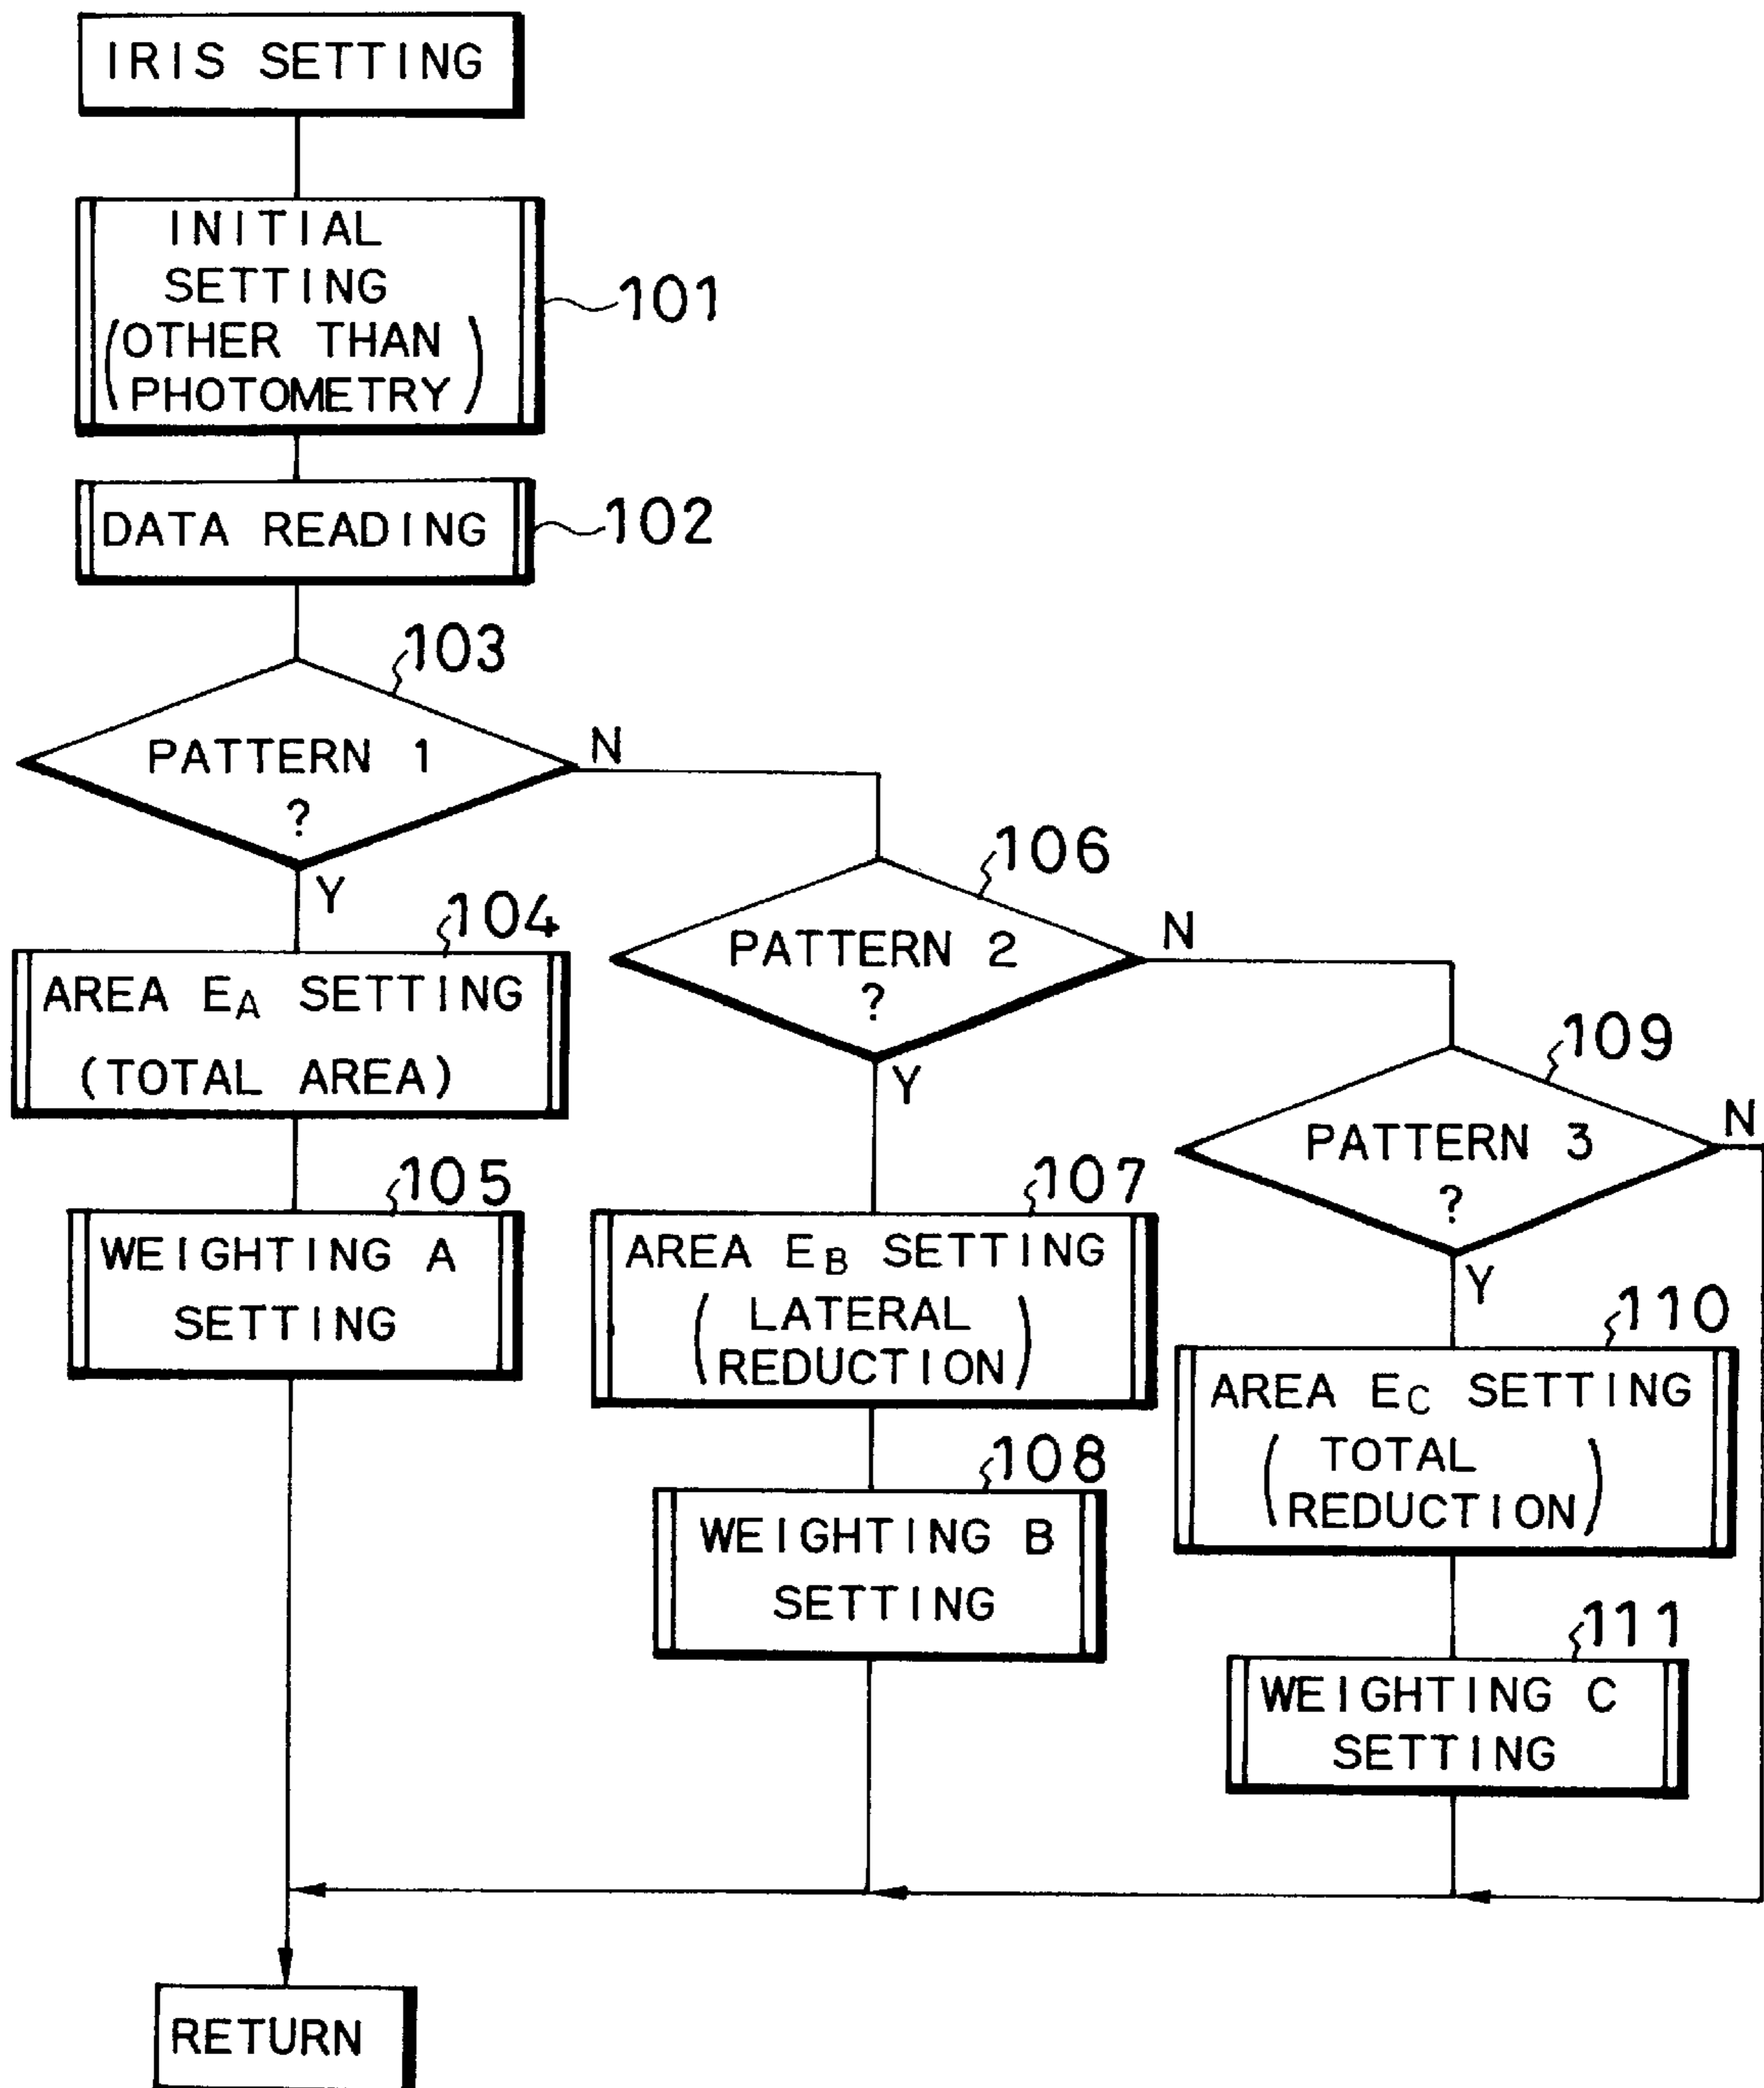 IRIS SETTING
INITIAL
SETTING
(OTHER THAN
PHOTOMETRY)
101
DATA READING
102
103
PATTERN 1
?
N
Y
104
AREA EA SETTING
(TOTAL AREA)
105
WEIGHTING A
SETTING
106
PATTERN 2
?
N
Y
107
AREA EB SETTING
(LATERAL
REDUCTION)
108
WEIGHTING B
SETTING
109
PATTERN 3
?
N
Y
110
AREA EC SETTING
(TOTAL
REDUCTION)
111
WEIGHTING C
SETTING
RETURN